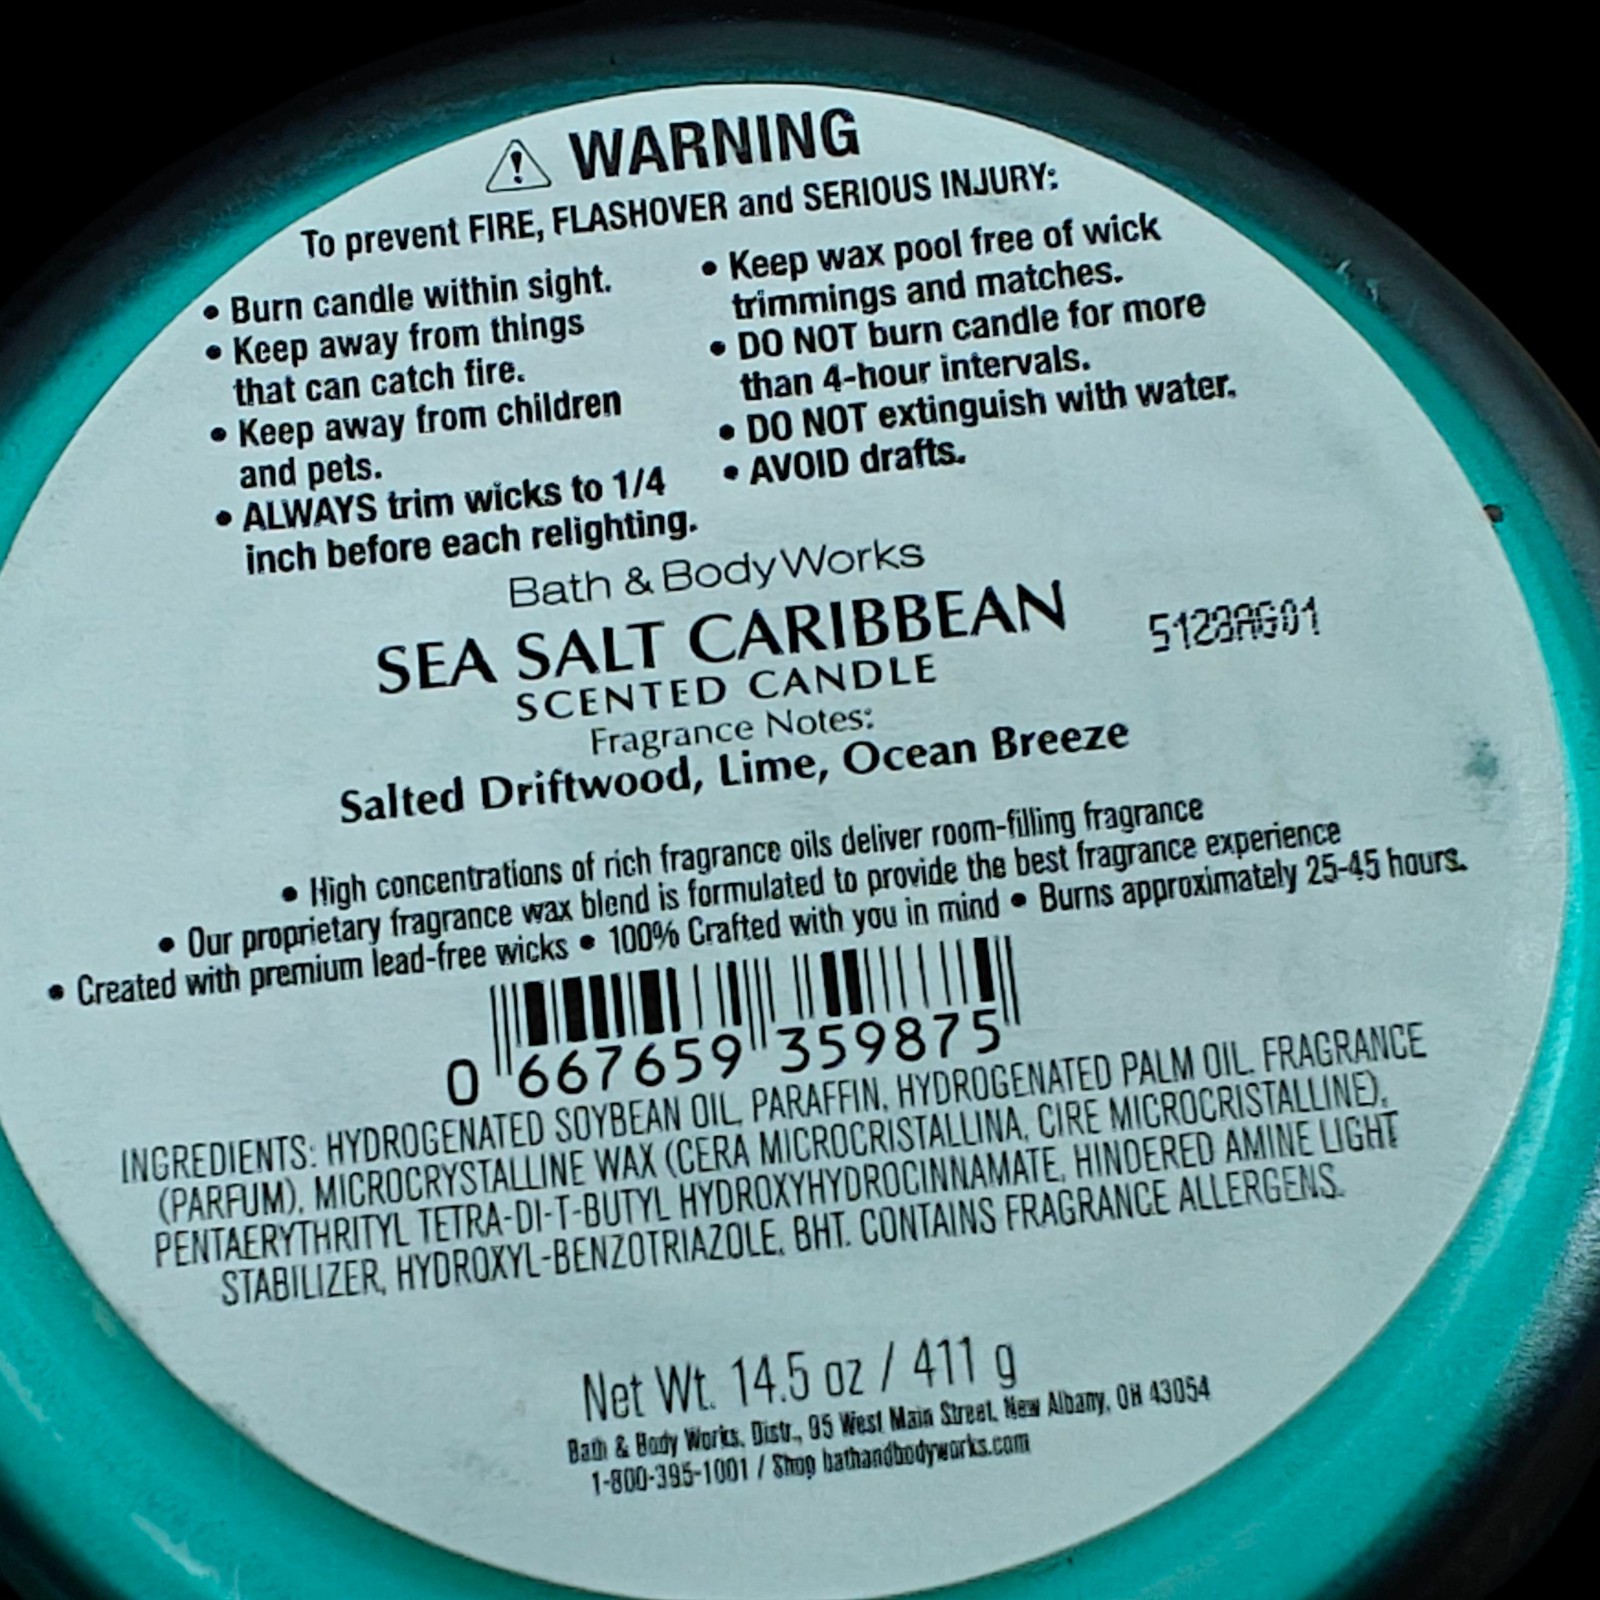 WARNING
To prevent FIRE, FLASHOVER and SERIOUS INJURY:
• Burn candle within sight.
• Keep away from things
that can catch fire.
• Keep away from children
and pets.
• ALWAYS trim wicks to 1/4
inch before each relighting.
• Keep wax pool free of wick
trimmings and matches.
• DO NOT burn candle for more
than 4-hour intervals.
• DO NOT extinguish with water.
• AVOID drafts.
Bath & Body Works
SEA SALT CARIBBEAN
5128AG01
SCENTED CANDLE
Fragrance Notes:
Salted Driftwood, Lime, Ocean Breeze
• High concentrations of rich fragrance oils deliver room-filling fragrance
• Our proprietary fragrance wax blend is formulated to provide the best fragrance experience
• Created with premium lead-free wicks • 100% Crafted with you in mind • Burns approximately 25-45 hours.
0 667659 359875
INGREDIENTS: HYDROGENATED SOYBEAN OIL, PARAFFIN, HYDROGENATED PALM OIL, FRAGRANCE
(PARFUM), MICROCRYSTALLINE WAX (CERA MICROCRISTALLINA, CIRE MICROCRISTALLINE),
PENTAERYTHRITYL TETRA-DI-T-BUTYL HYDROXYHYDROCINNAMATE, HINDERED AMINE LIGHT
STABILIZER, HYDROXYL-BENZOTRIAZOLE, BHT. CONTAINS FRAGRANCE ALLERGENS.
Net Wt. 14.5 oz / 411 g
Bath & Body Works, Distr., 95 West Main Street, New Albany, OH 43054
1-800-395-1001 / Shop bathandbodyworks.com